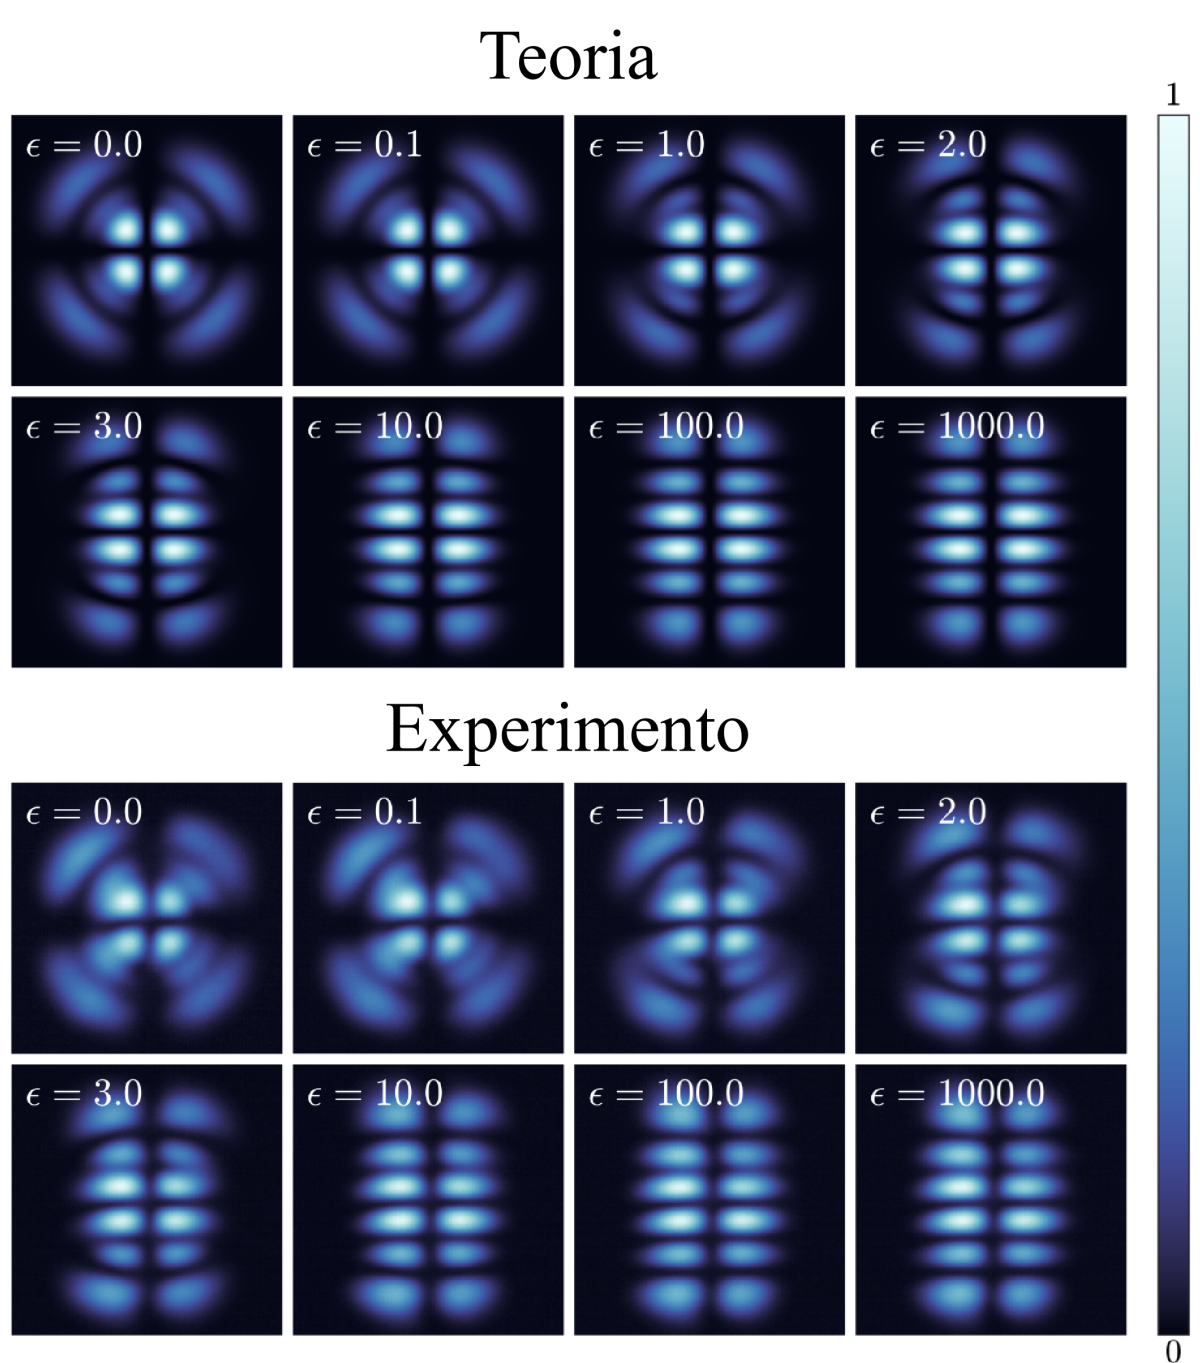 Teoria
1
ϵ = 0.0
ϵ = 0.1
ϵ = 1.0
ϵ = 2.0
ϵ = 3.0
ϵ = 10.0
ϵ = 100.0
ϵ = 1000.0
Experimento
ϵ = 0.0
ϵ = 0.1
ϵ = 1.0
ϵ = 2.0
ϵ = 3.0
ϵ = 10.0
ϵ = 100.0
ϵ = 1000.0
0